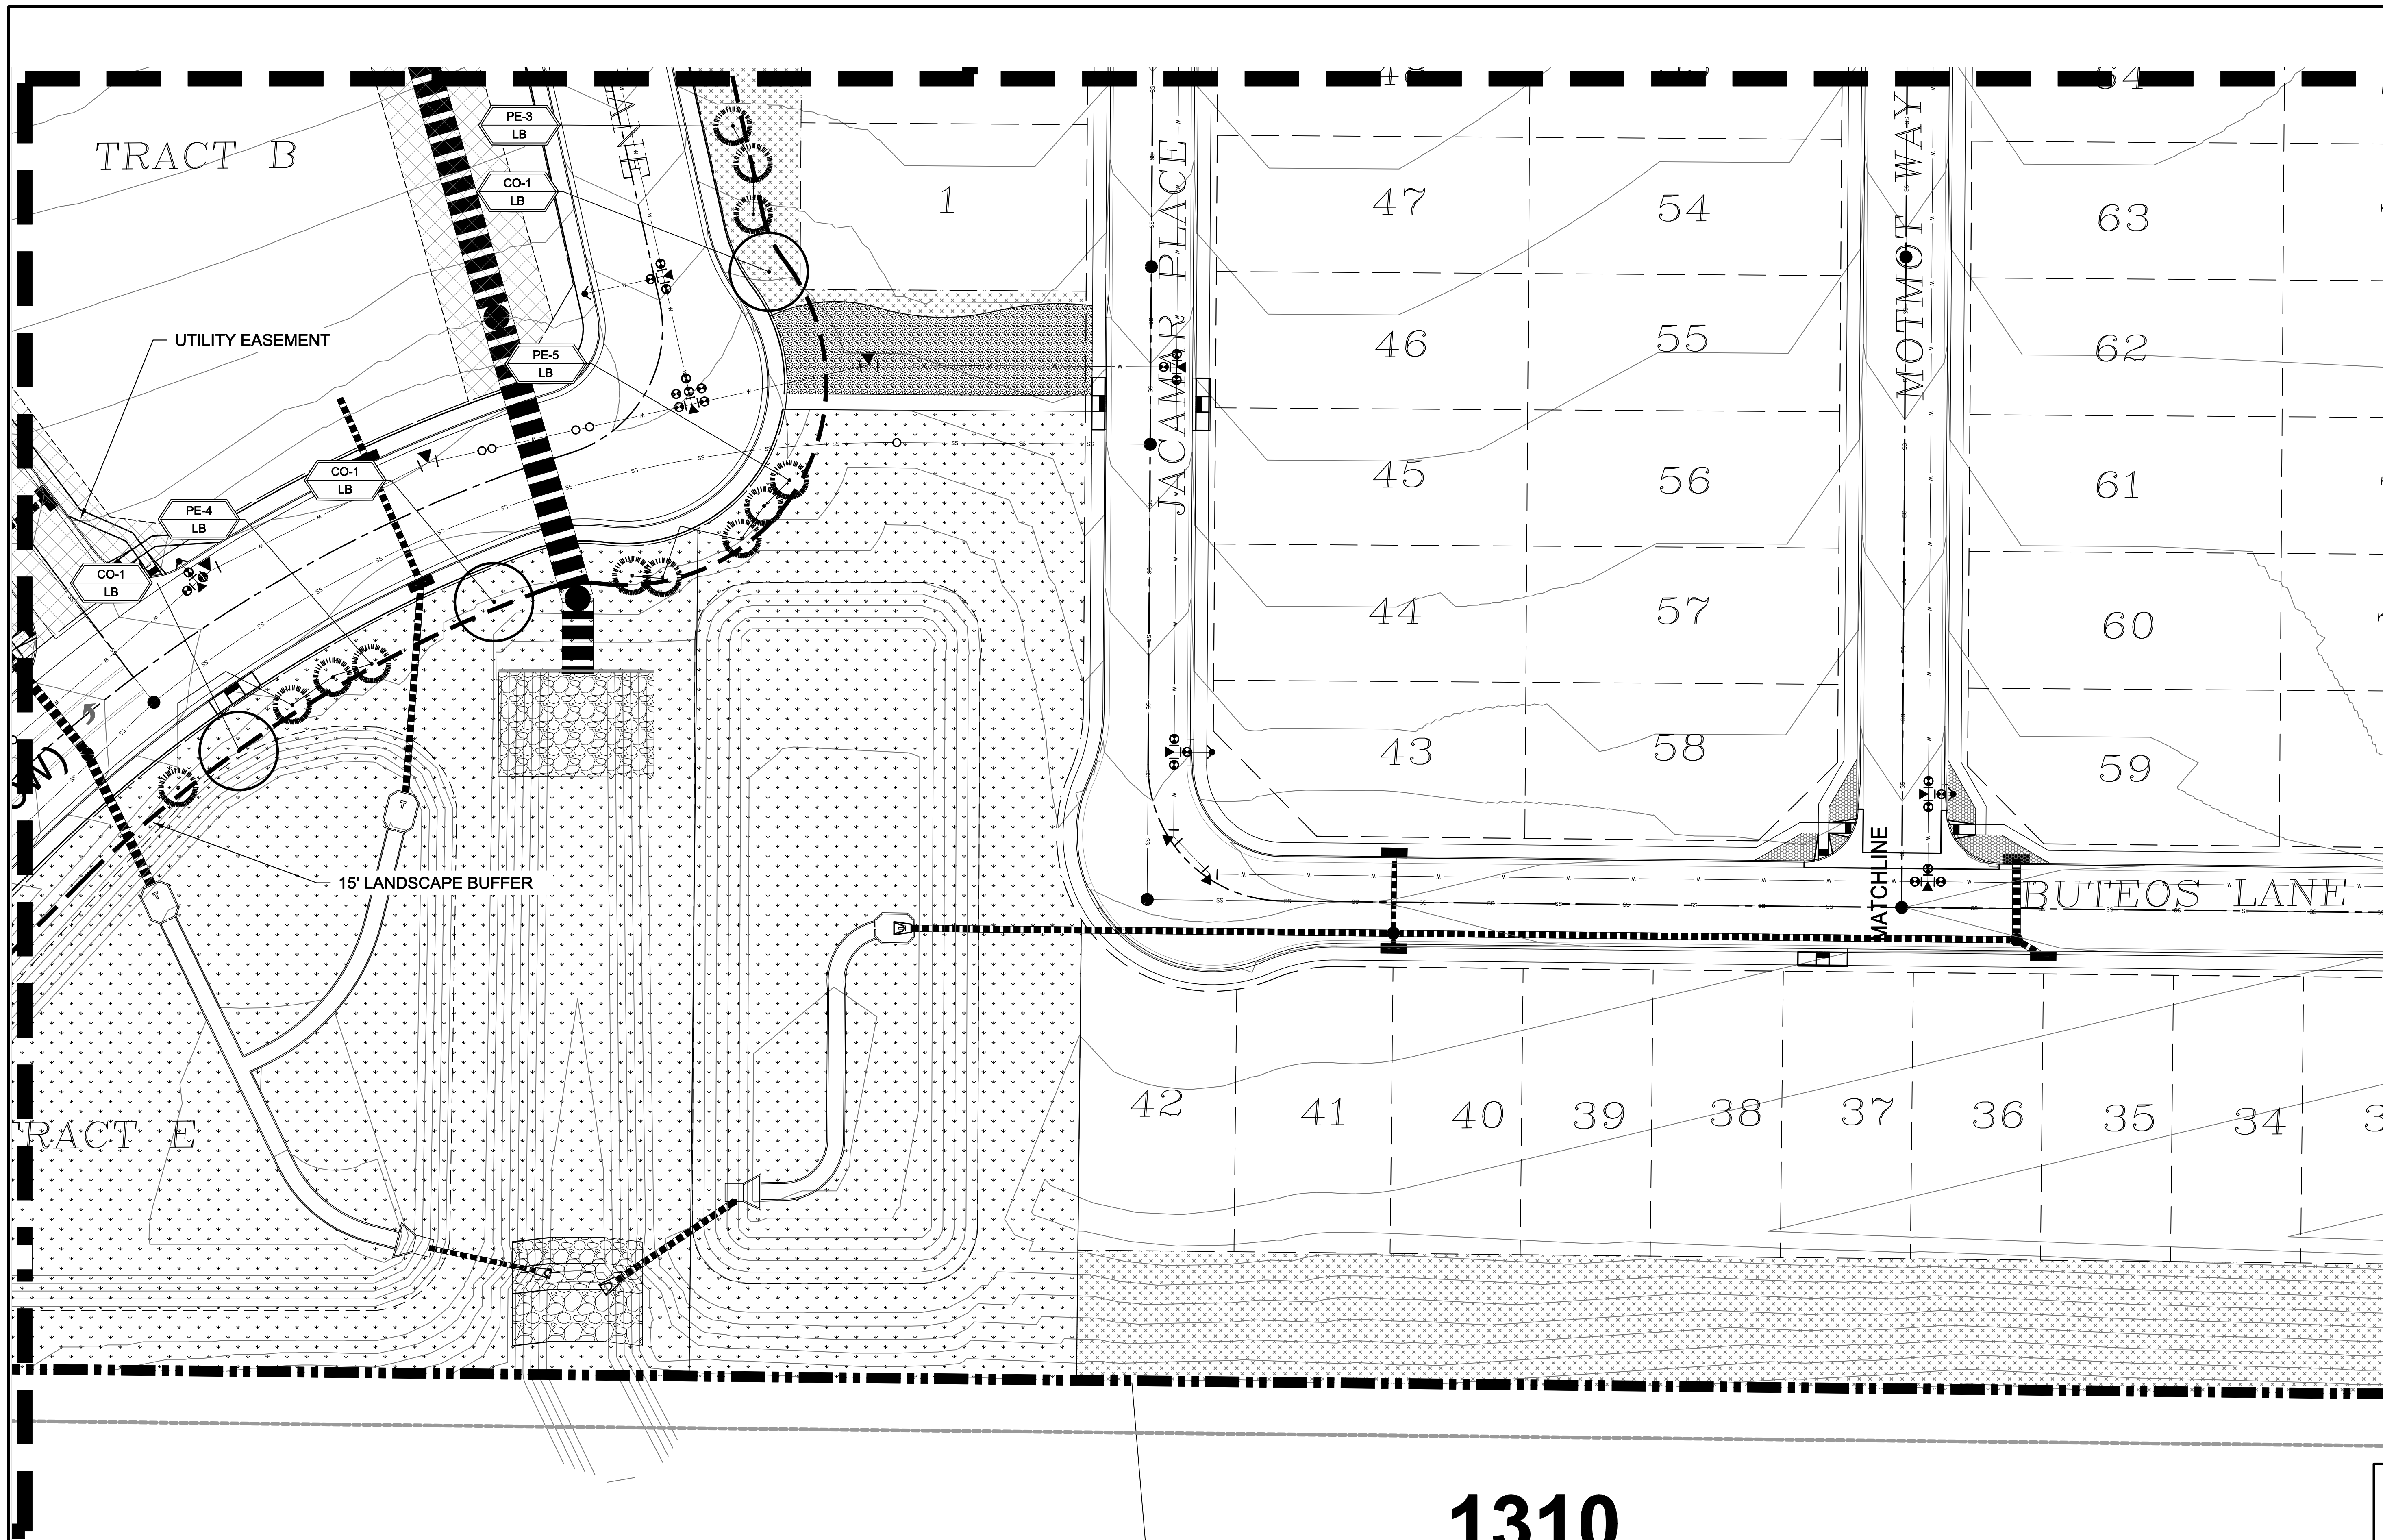 TRACT B
PE-3
LB
CO-1
LB
LANE
UTILITY EASEMENT
PE-5
LB
CO-1
LB
PE-4
LB
CO-1
LB
15' LANDSCAPE BUFFER
TRACT E
JACAMAR PLACE
MOTMOT WAY
MATCHLINE
BUTEOS LANE
1
48
47
46
45
44
43
54
55
56
57
58
64
63
62
61
60
59
42
41
40
39
38
37
36
35
34
1310